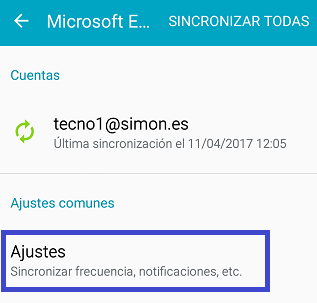 Microsoft E... SINCRONIZAR TODAS
Cuentas
tecno1@simon.es
Última sincronización el 11/04/2017 12:05
Ajustes comunes
Ajustes
Sincronizar frecuencia, notificaciones, etc.